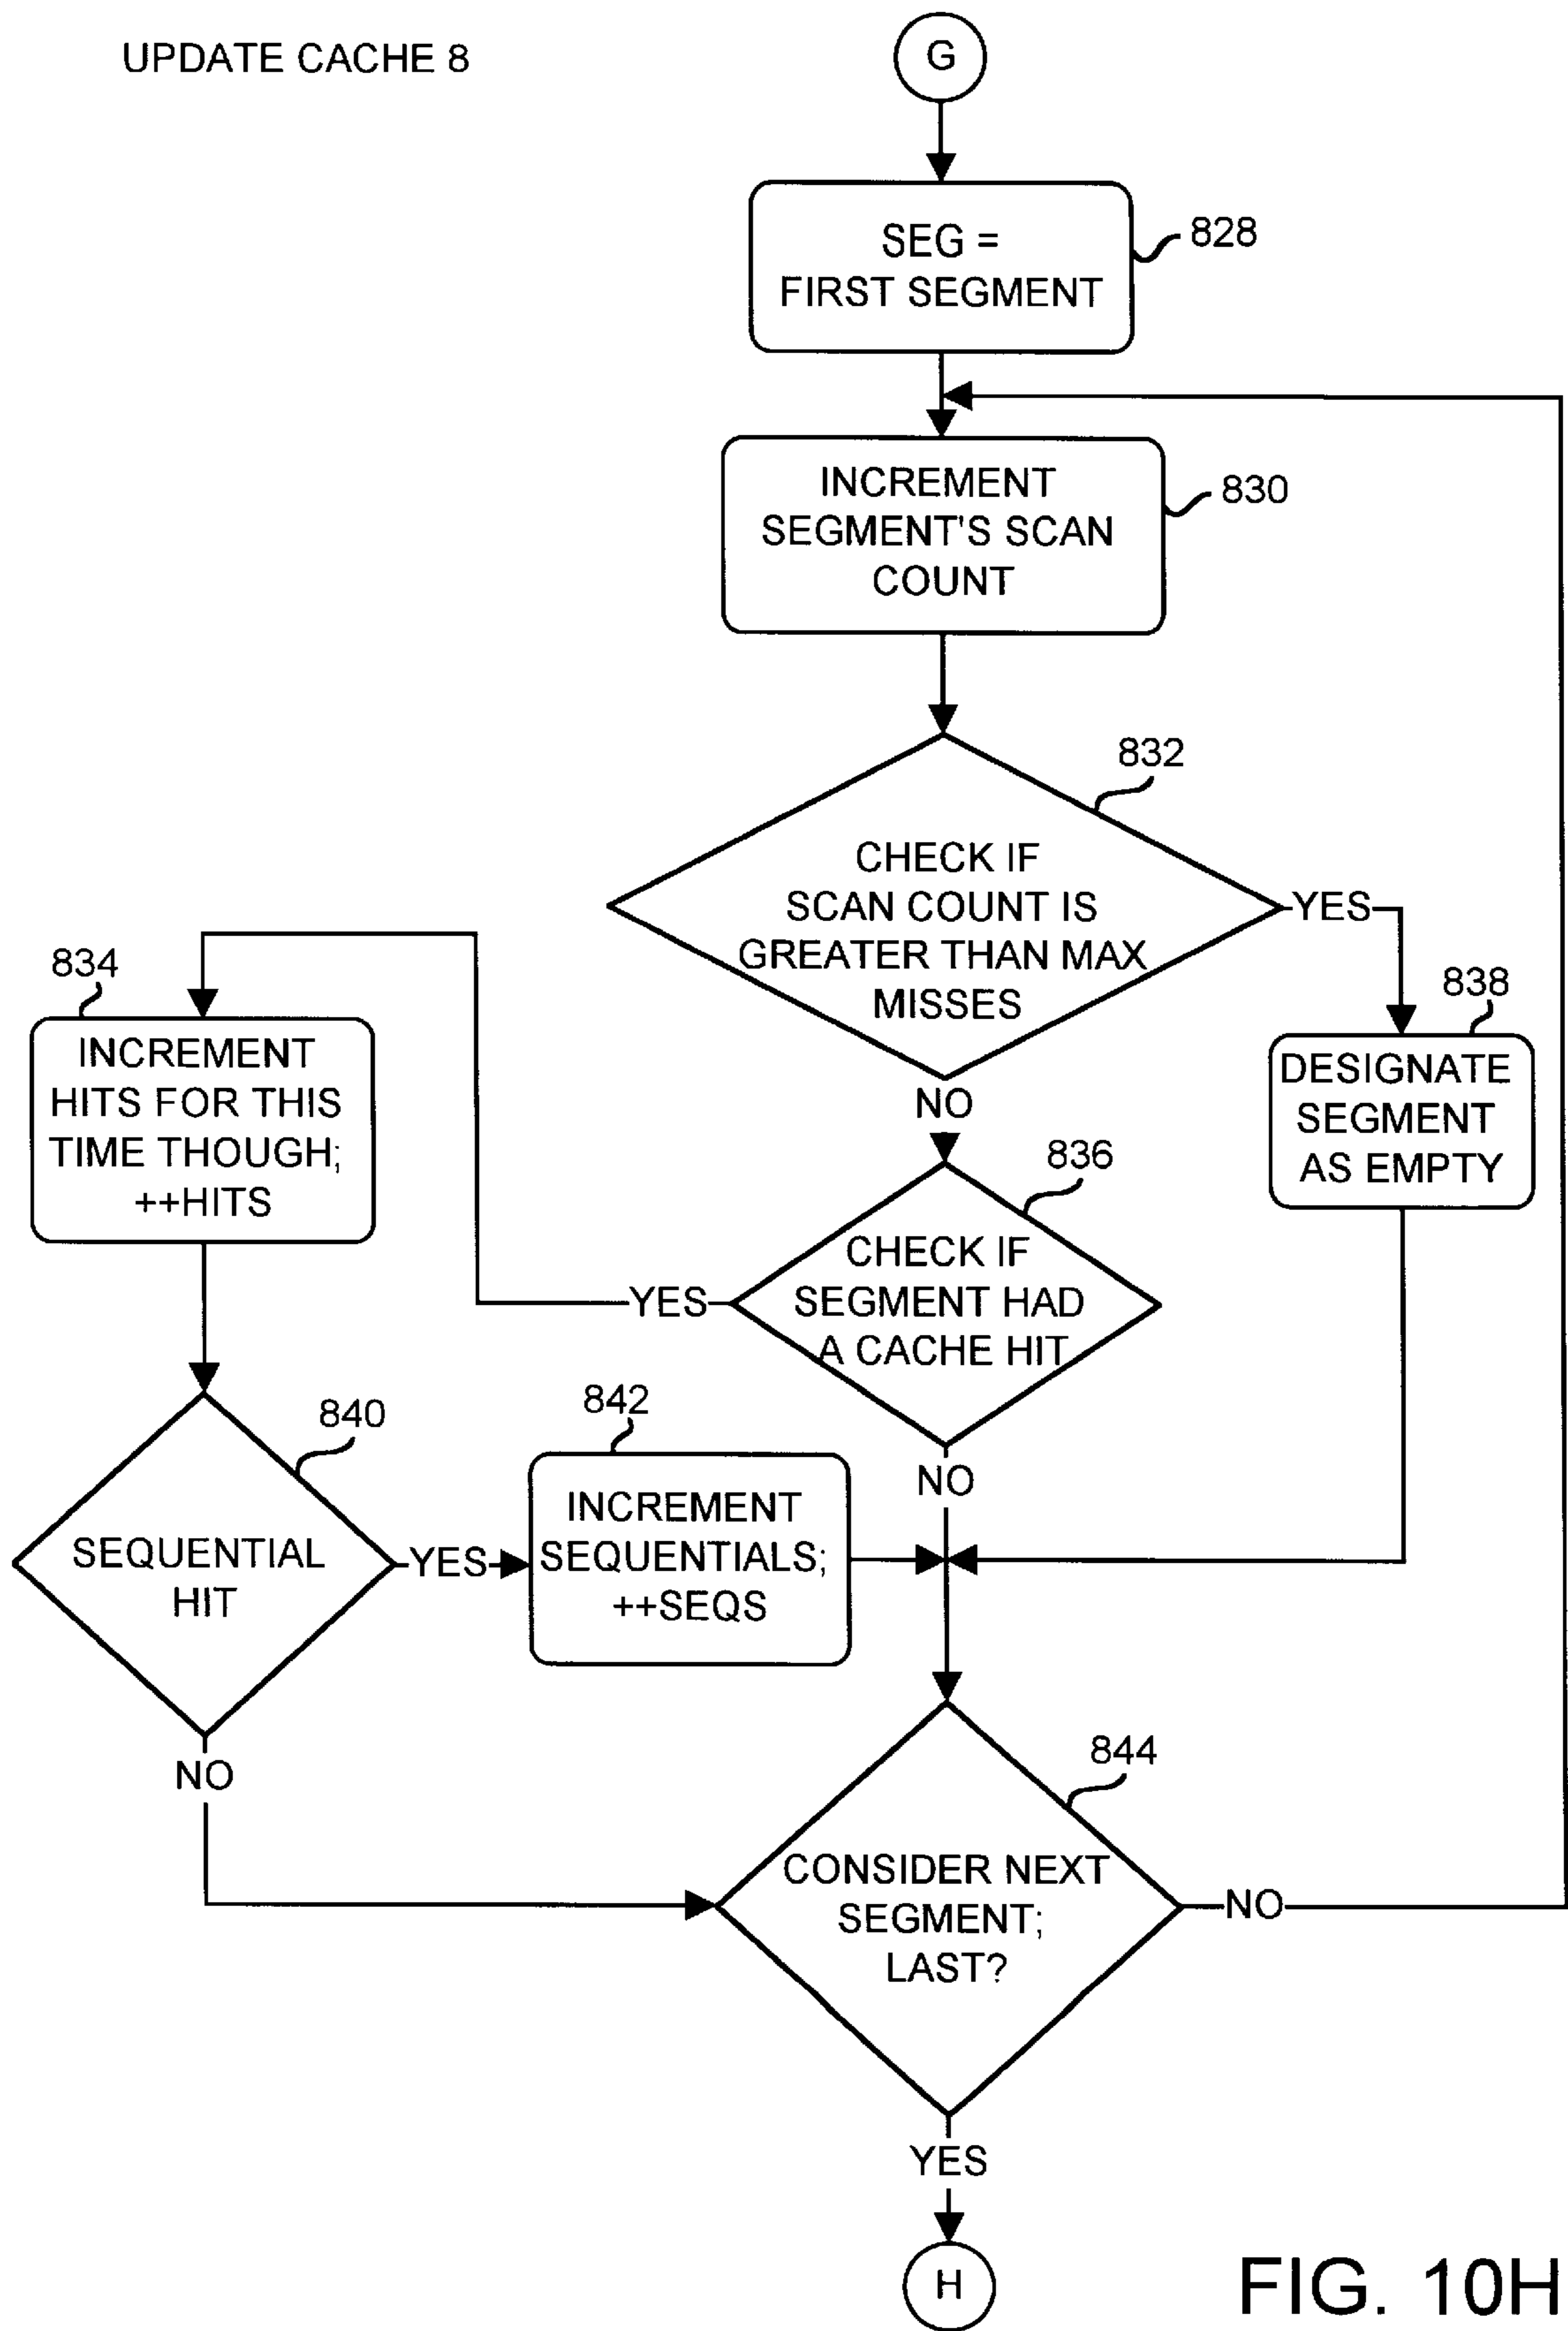 UPDATE CACHE 8
G
SEG =
FIRST SEGMENT
828
INCREMENT
SEGMENT'S SCAN
COUNT
830
832
CHECK IF
SCAN COUNT IS
GREATER THAN MAX
MISSES
YES
NO
834
INCREMENT
HITS FOR THIS
TIME THOUGH;
++HITS
838
DESIGNATE
SEGMENT
AS EMPTY
836
CHECK IF
SEGMENT HAD
A CACHE HIT
YES
NO
840
SEQUENTIAL
HIT
YES
NO
842
INCREMENT
SEQUENTIALS;
++SEQS
844
CONSIDER NEXT
SEGMENT;
LAST?
NO
YES
H
FIG. 10H